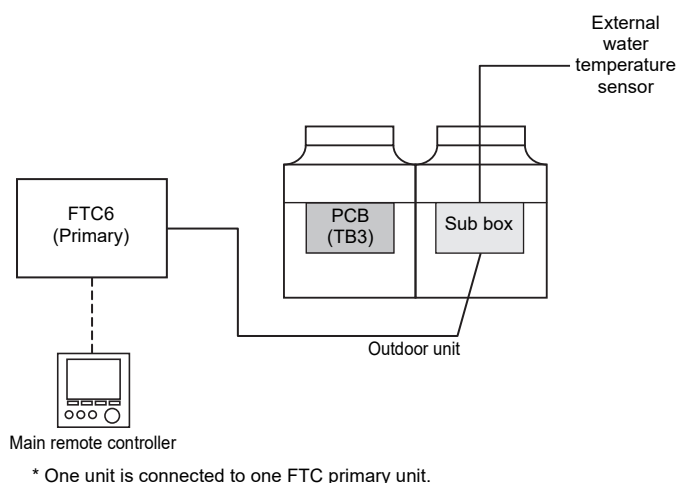 External
water
temperature
sensor
FTC6
(Primary)
PCB
(TB3)
Sub box
Outdoor unit
Main remote controller
* One unit is connected to one FTC primary unit.